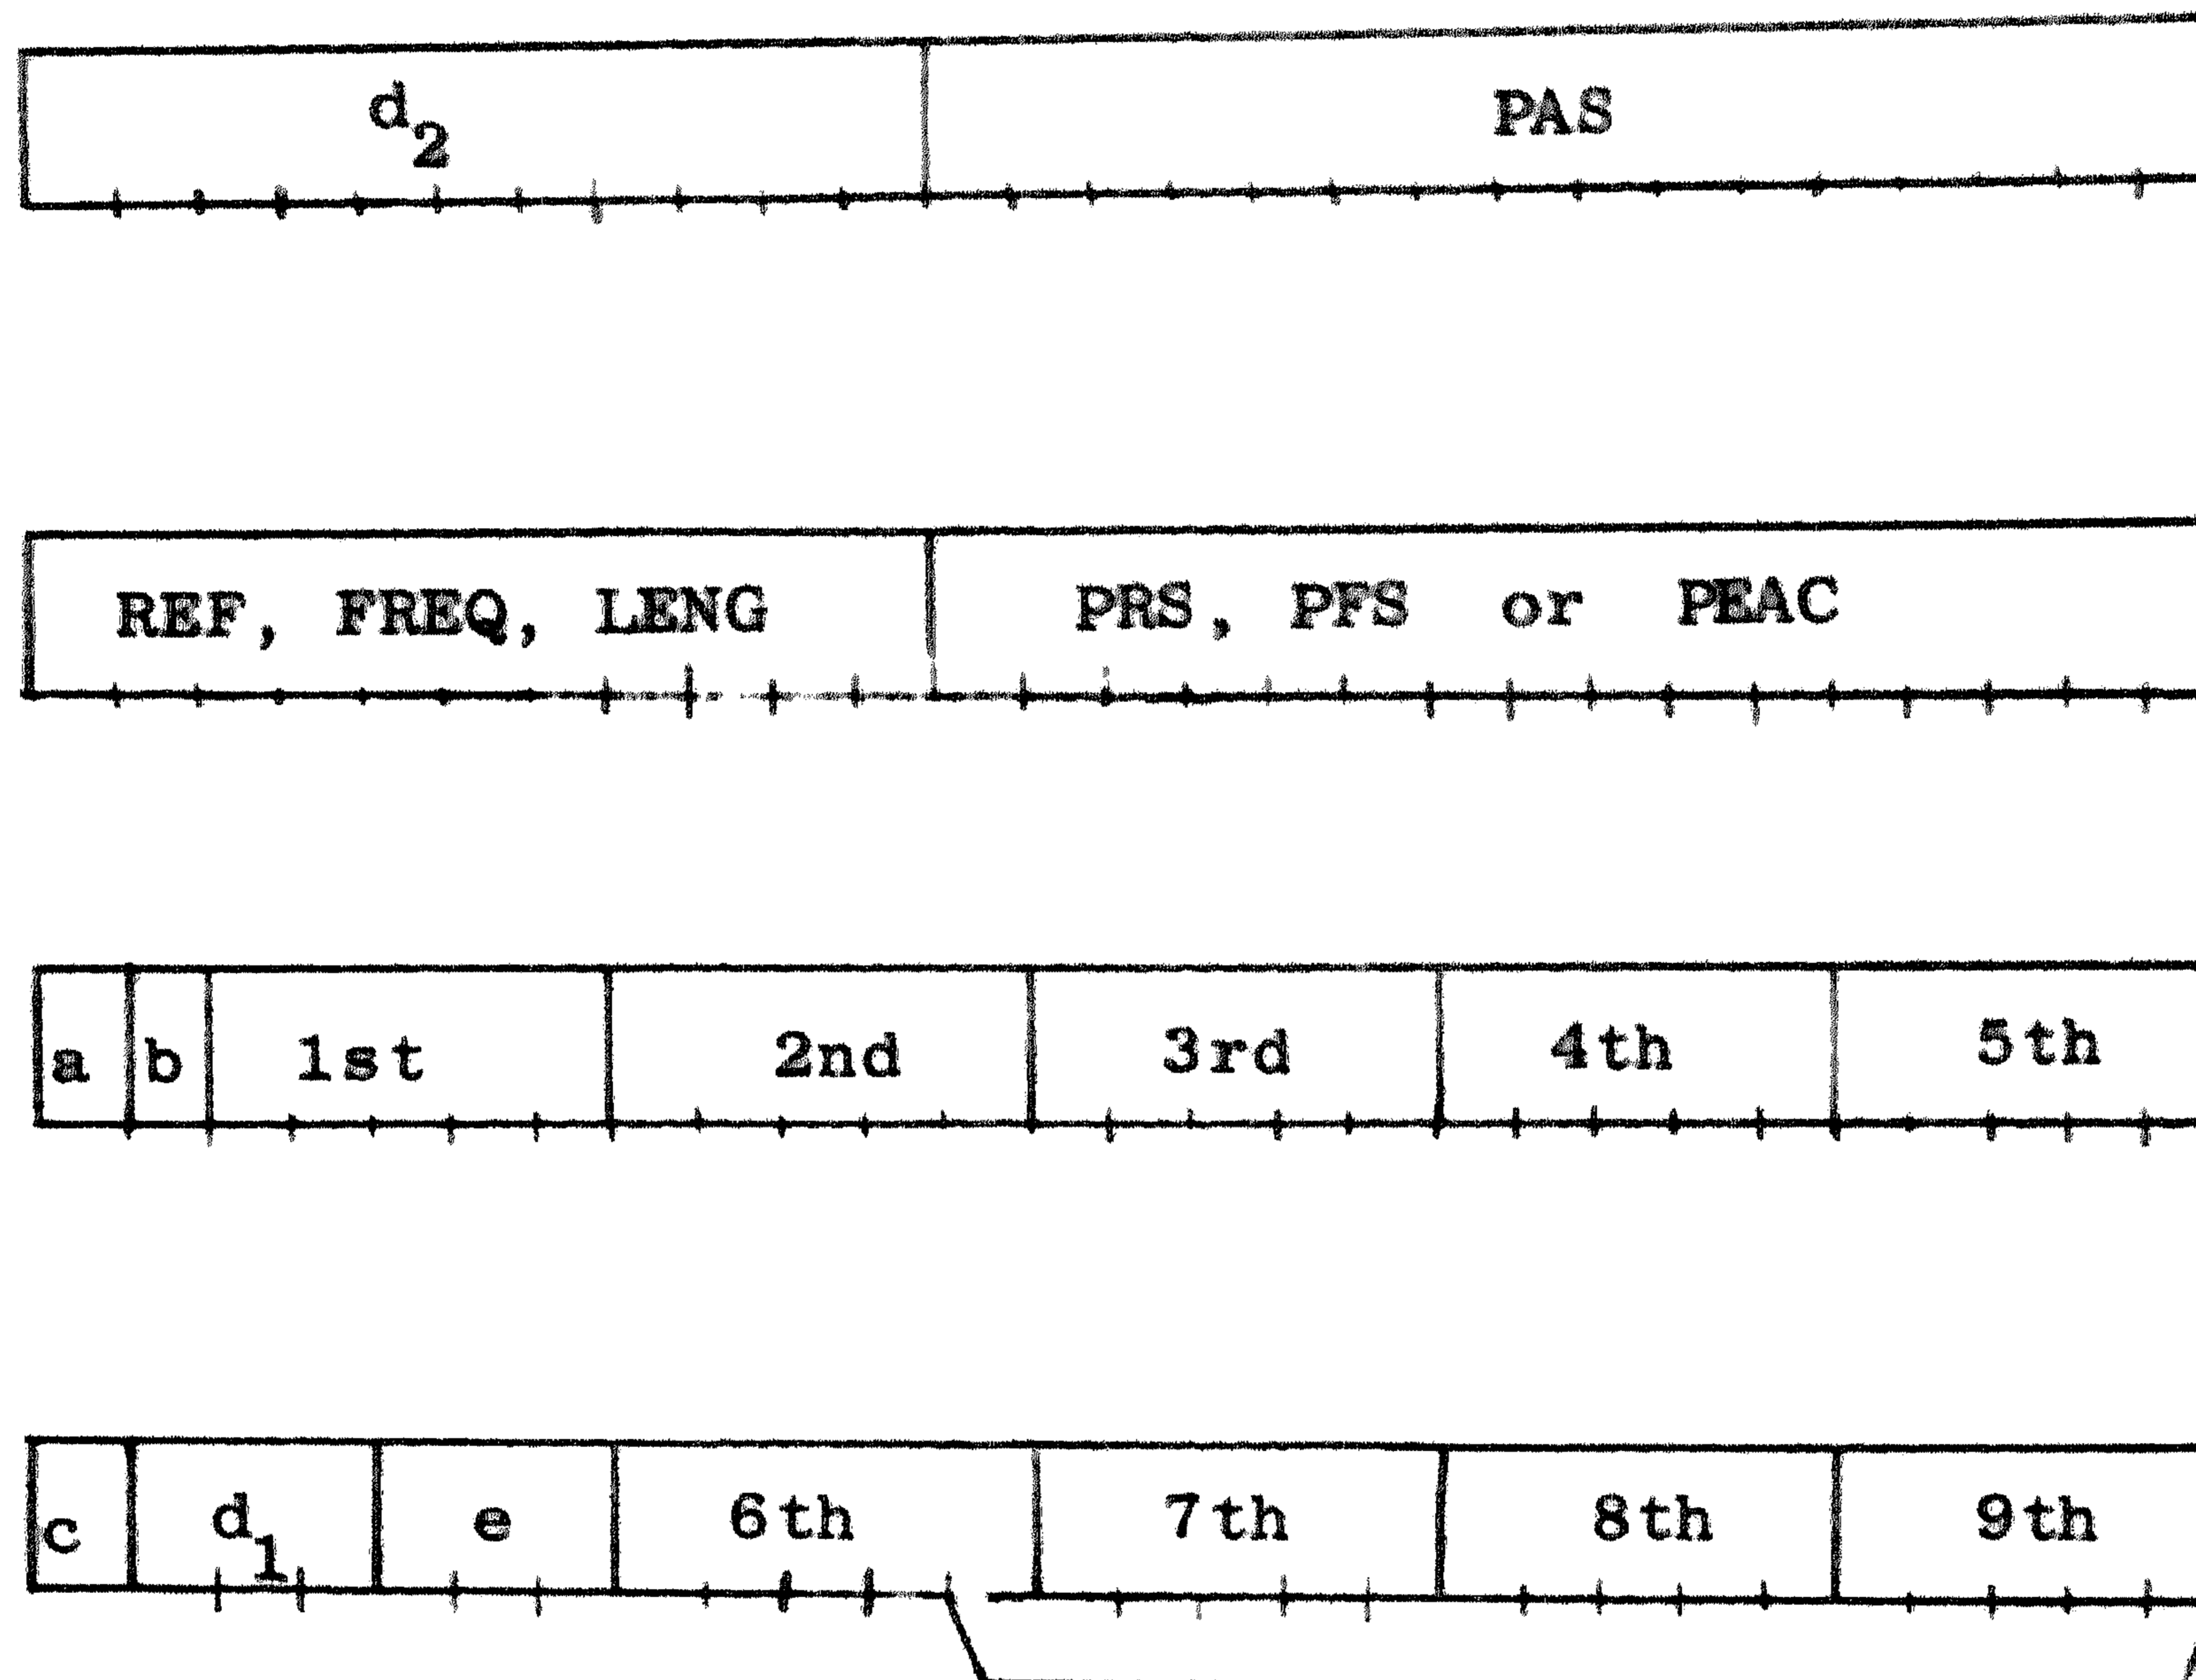 d2 PAS
REF, FREQ, LENG PRS, PFS or PEAC
a b 1st 2nd 3rd 4th 5th
c d1 e 6th 7th 8th 9th